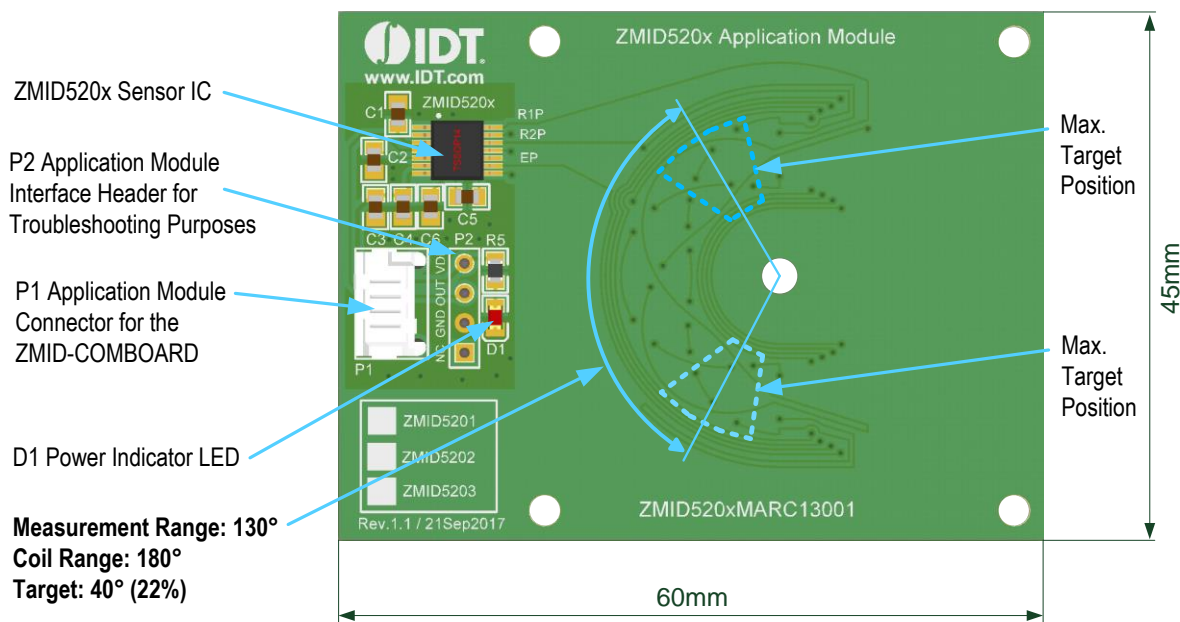 IDT.
www.IDT.com
ZMID520x Application Module
ZMID520x Sensor IC
P2 Application Module
Interface Header for
Troubleshooting Purposes
P1 Application Module
Connector for the
ZMID-COMBOARD
D1 Power Indicator LED
Measurement Range: 130°
Coil Range: 180°
Target: 40° (22%)
ZMID520x
C1
C2
R1P
R2P
EP
C5
C3 C4 C6 P2 R5
VD
OUT
GND
NC
P1
D1
ZMID5201
ZMID5202
ZMID5203
Rev.1.1 / 21Sep2017
ZMID520xMARC13001
Max.
Target
Position
Max.
Target
Position
45mm
60mm